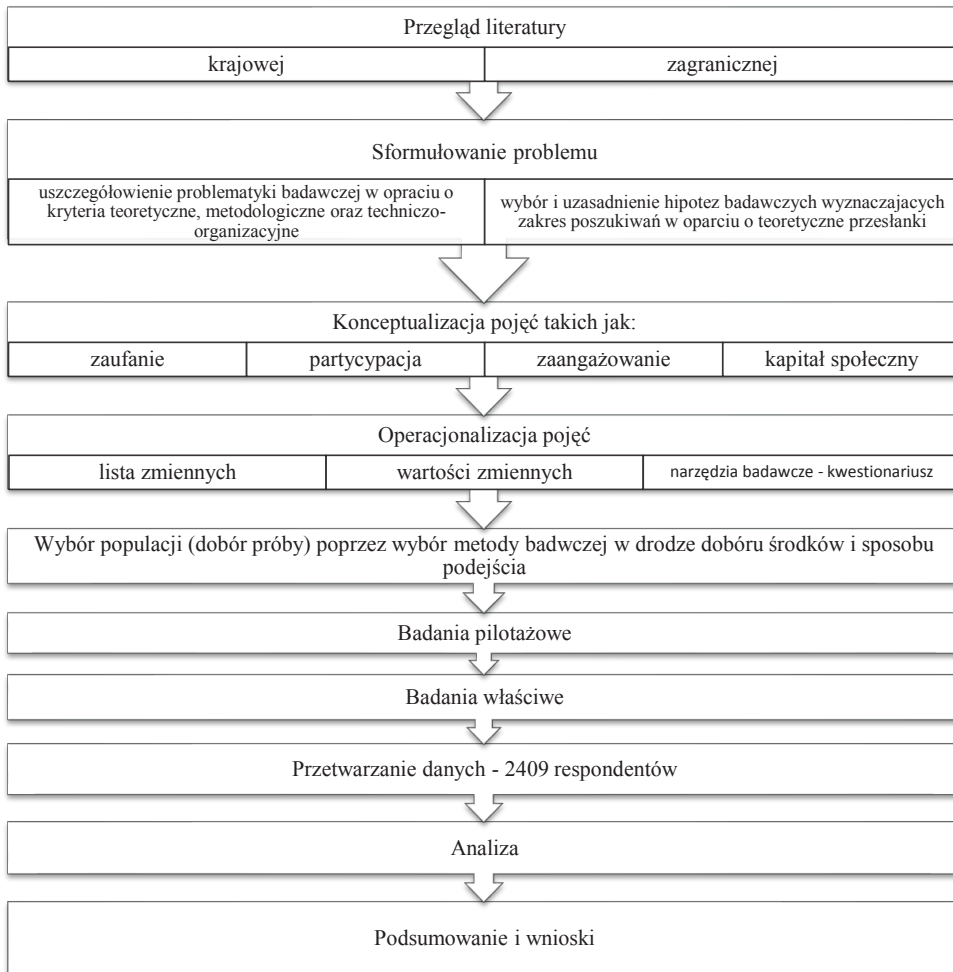 Przegląd literatury
krajowej
zagranicznej
Sformułowanie problemu
uszczegółowienie problematyki badawczej w opraciu o
kryteria teoretyczne, metodologiczne oraz techniczo-
organizacyjne
wybór i uzasadnienie hipotez badawczych wyznaczajacych
zakres poszukiwań w oparciu o teoretyczne przesłanki
Konceptualizacja pojęć takich jak:
zaufanie
partycypacja
zaangażowanie
kapitał społeczny
Operacjonalizacja pojęć
lista zmiennych
wartości zmiennych
narzędzia badawcze - kwestionariusz
Wybór populacji (dobór próby) poprzez wybór metody badwczej w drodze dobóru środków i sposobu
podejścia
Badania pilotażowe
Badania właściwe
Przetwarzanie danych - 2409 respondentów
Analiza
Podsumowanie i wnioski